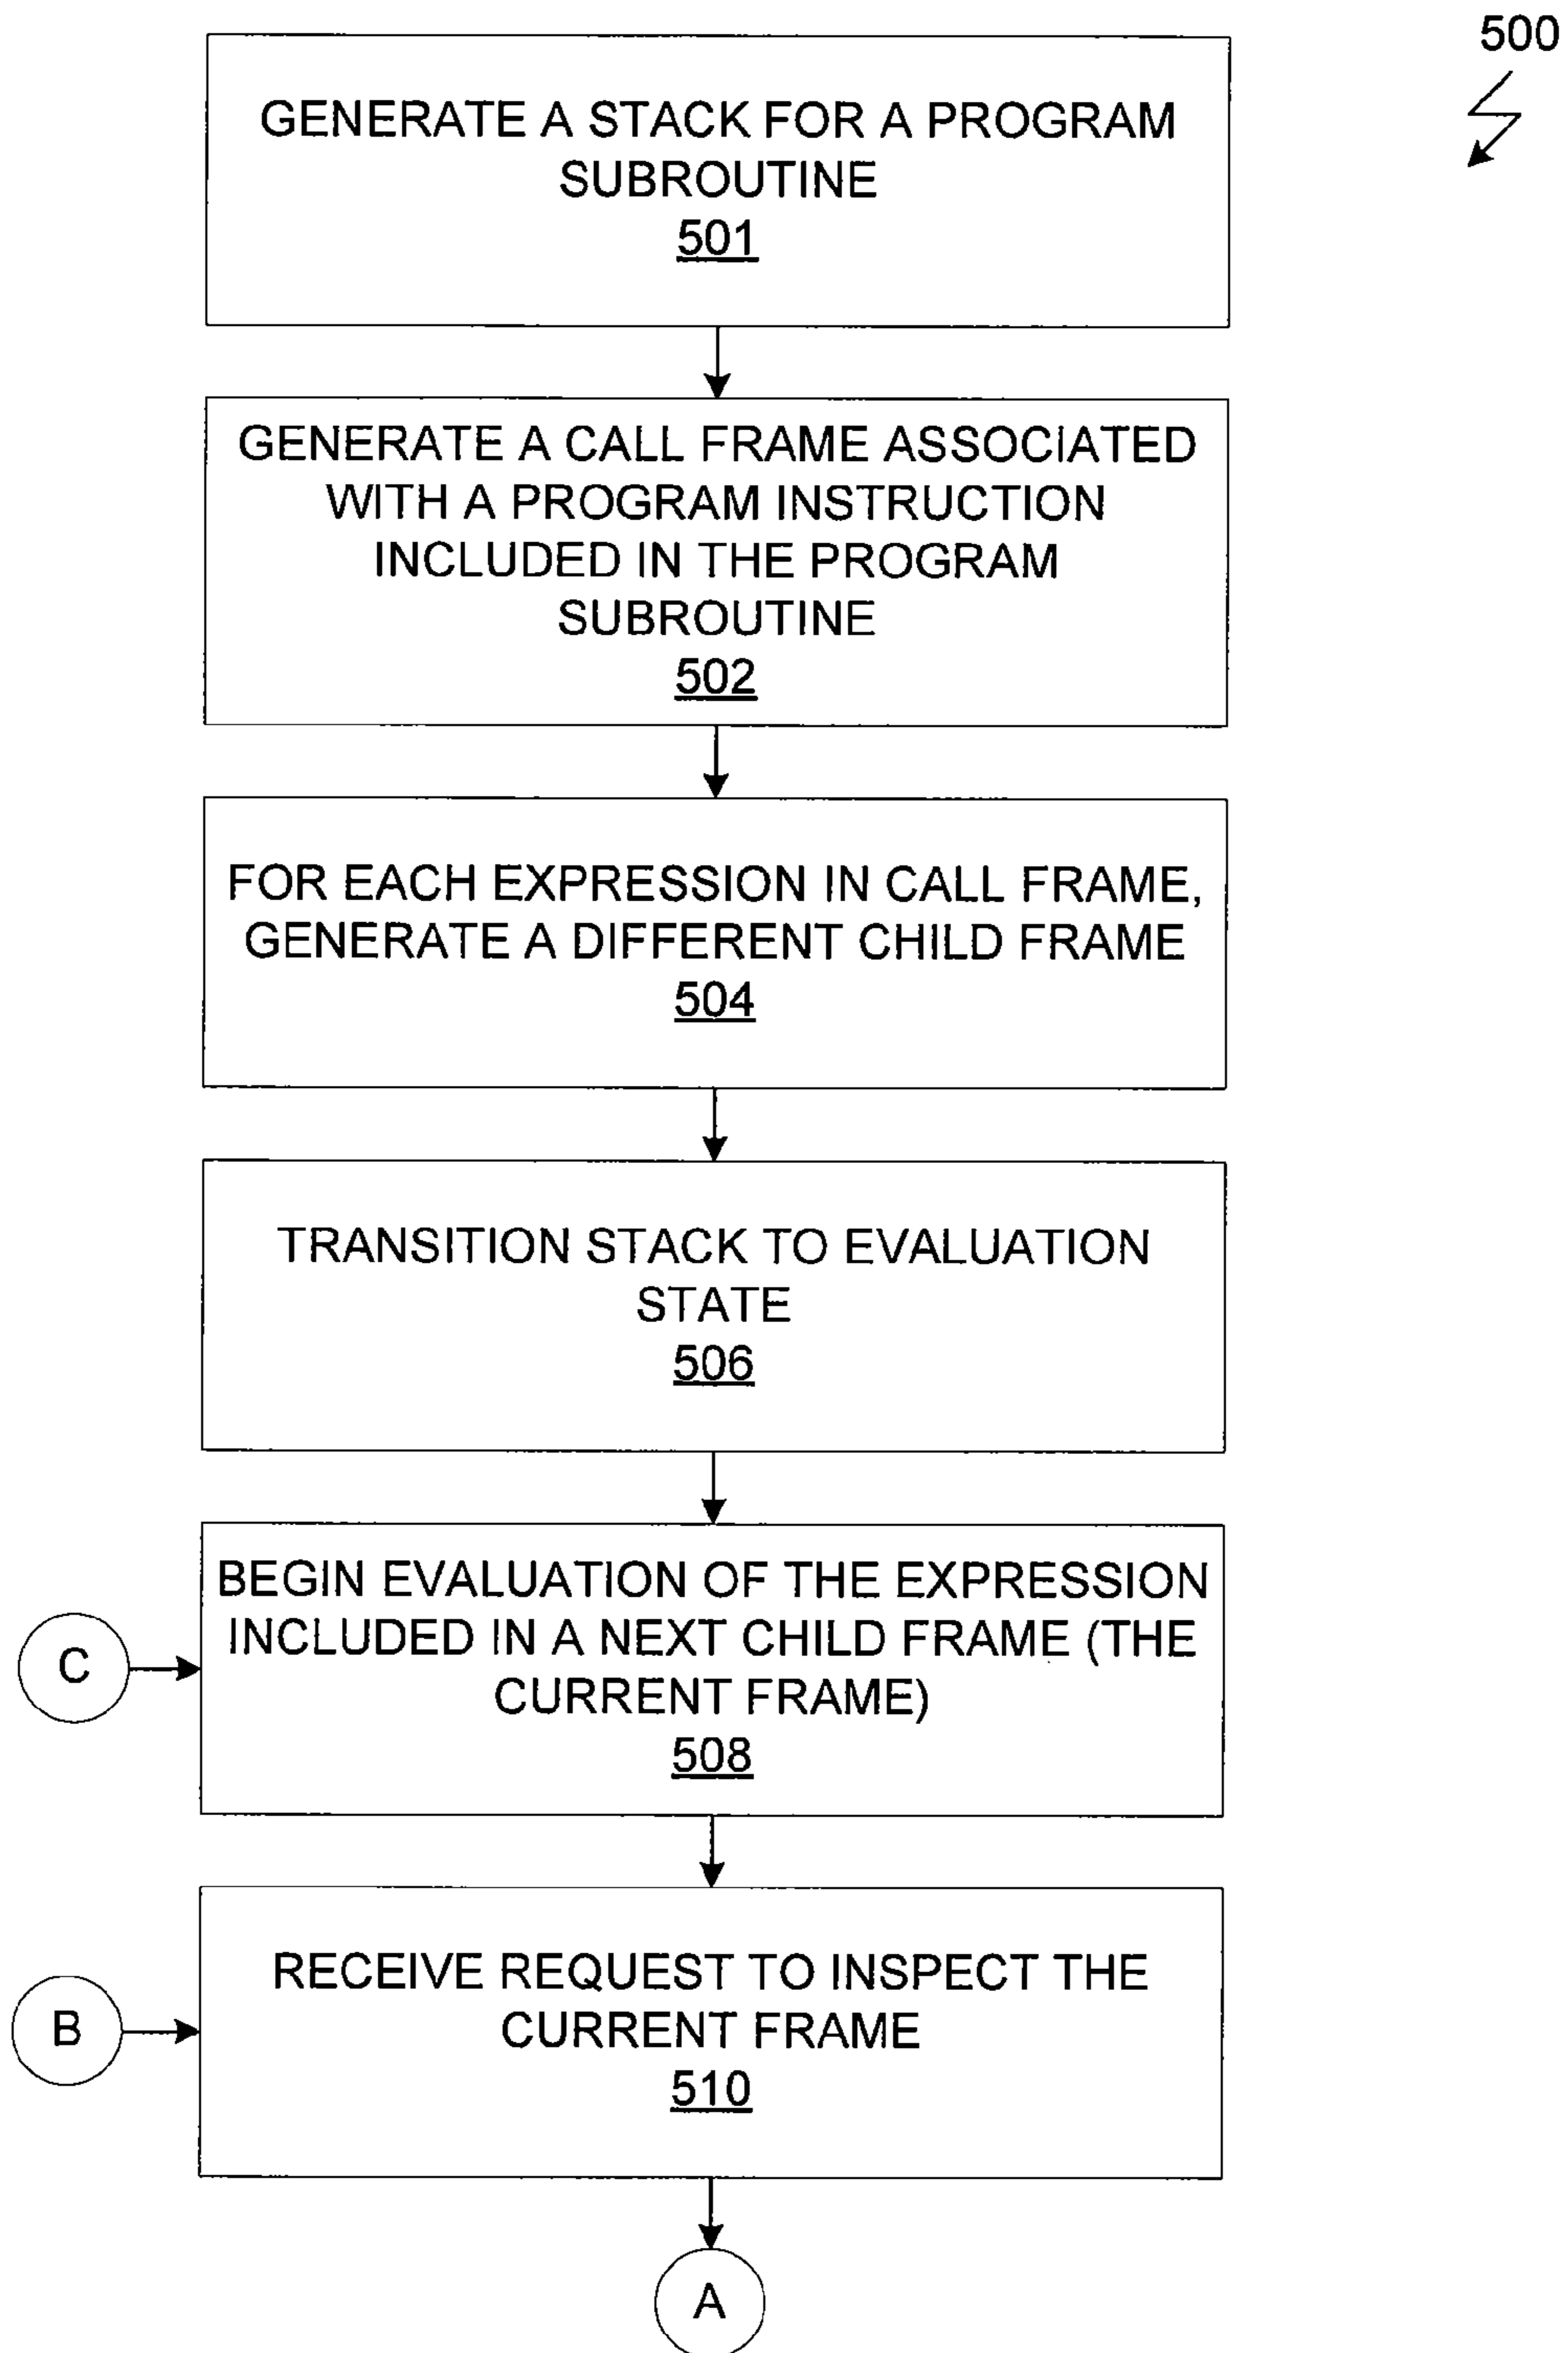 500
GENERATE A STACK FOR A PROGRAM
SUBROUTINE
501
GENERATE A CALL FRAME ASSOCIATED
WITH A PROGRAM INSTRUCTION
INCLUDED IN THE PROGRAM
SUBROUTINE
502
FOR EACH EXPRESSION IN CALL FRAME,
GENERATE A DIFFERENT CHILD FRAME
504
TRANSITION STACK TO EVALUATION
STATE
506
BEGIN EVALUATION OF THE EXPRESSION
INCLUDED IN A NEXT CHILD FRAME (THE
CURRENT FRAME)
508
C
RECEIVE REQUEST TO INSPECT THE
CURRENT FRAME
510
B
A